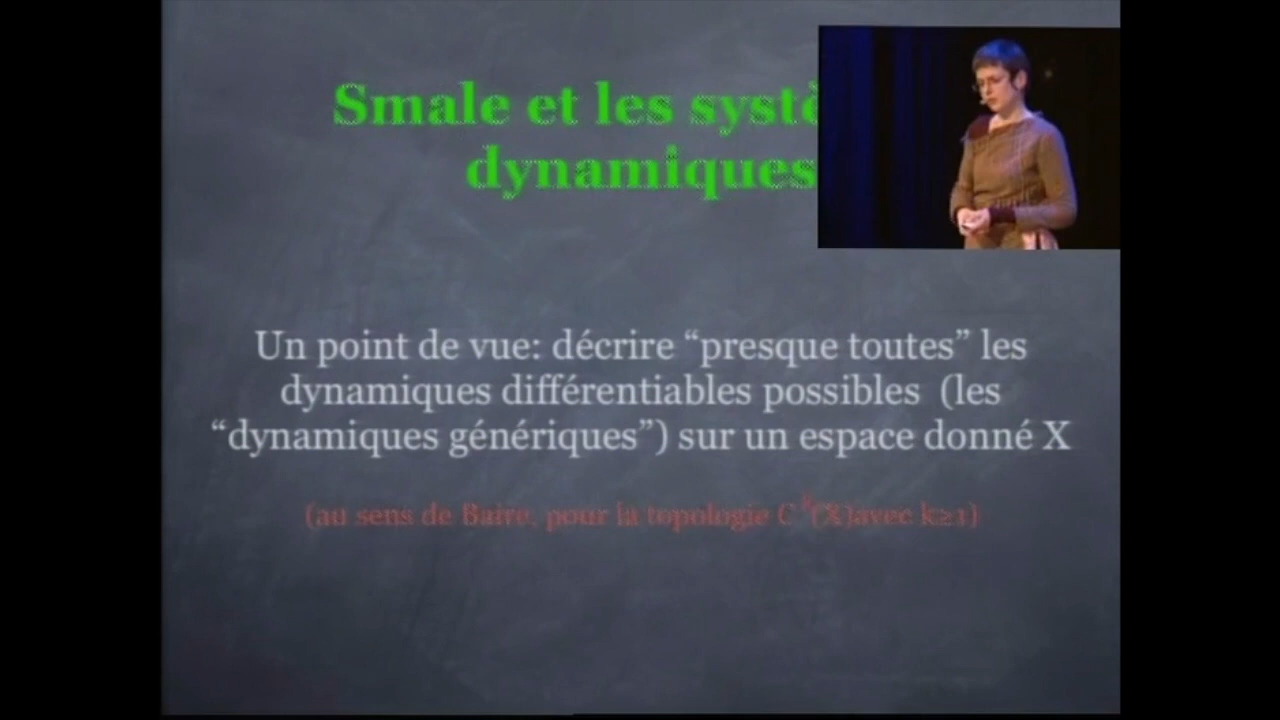 Smale et les systè
dynamiques
Un point de vue: décrire “presque toutes” les
dynamiques différentiables possibles (les
“dynamiques génériques”) sur un espace donné X
(au sens de Baire, pour la topologie C^k(X)avec k≥1)